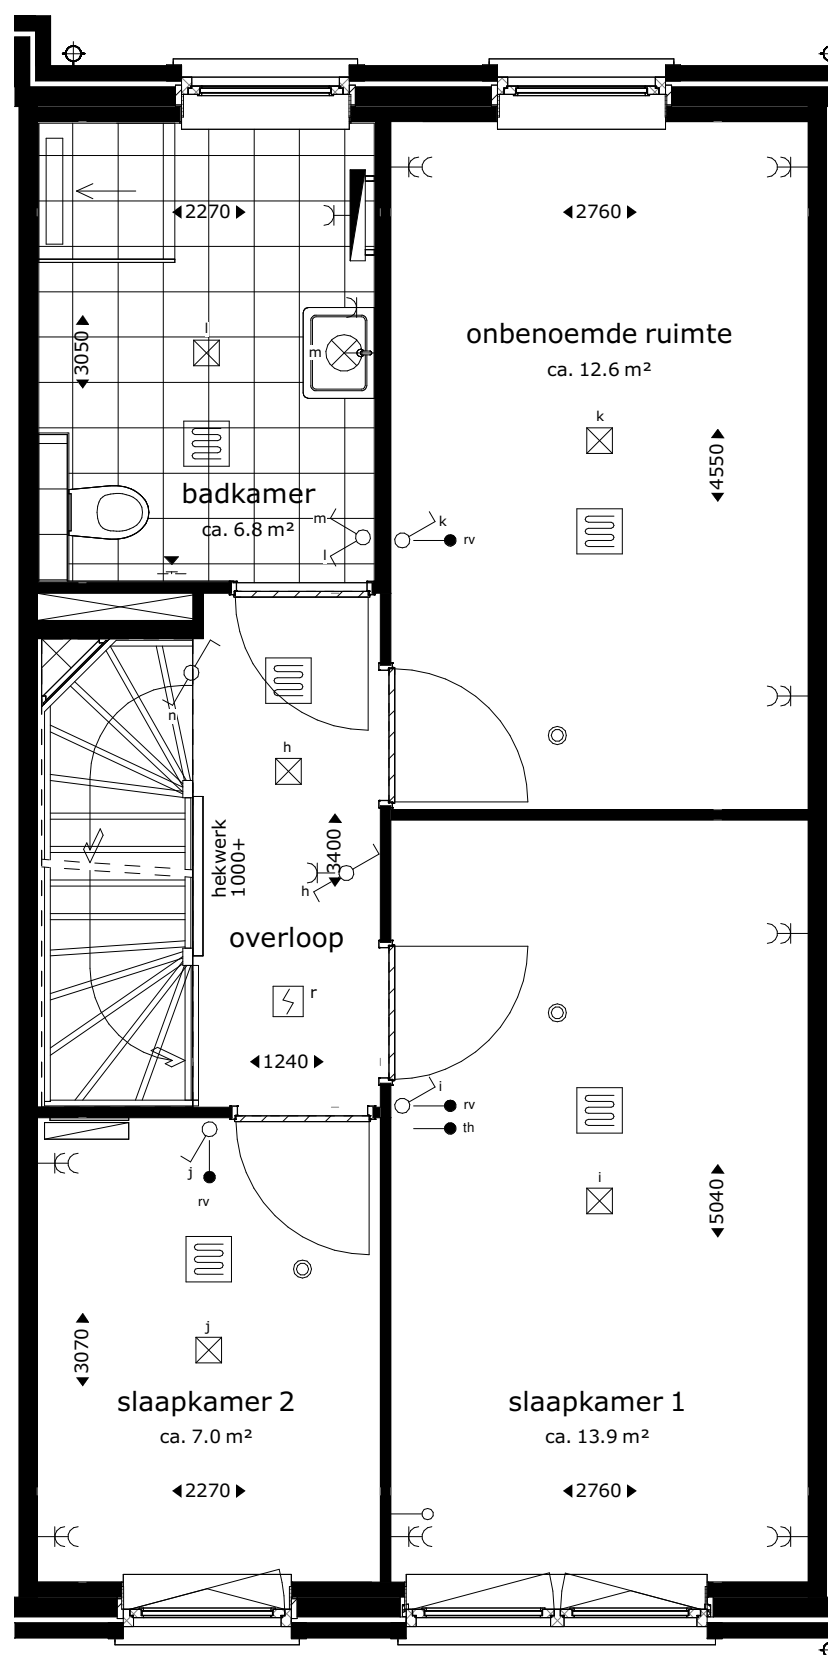 2270
2760
l
3050
m
onbenoemde ruimte
ca. 12.6 m²
k
4550
badkamer
ca. 6.8 m²
m
l
k
rv
n
h
hekwerk
1000+
3400
h
overloop
r
1240
i
rv
th
j
rv
i
5040
j
3070
slaapkamer 2
ca. 7.0 m²
slaapkamer 1
ca. 13.9 m²
2270
2760